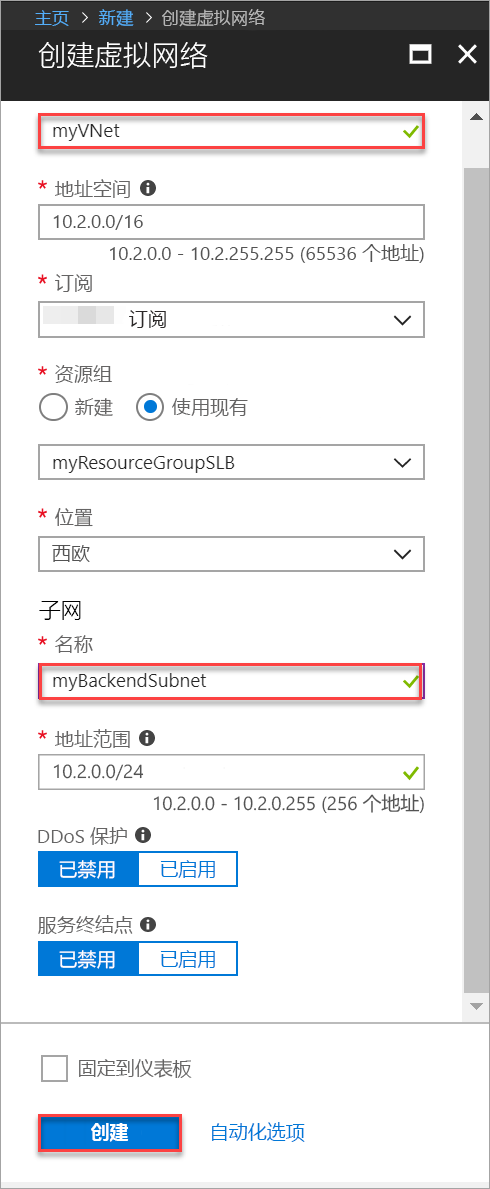 主页 > 新建 > 创建虚拟网络
创建虚拟网络
myVNet
* 地址空间
10.2.0.0/16
10.2.0.0 - 10.2.255.255 (65536 个地址)
* 订阅
订阅
* 资源组
新建 使用现有
myResourceGroupSLB
* 位置
西欧
子网
* 名称
myBackendSubnet
* 地址范围
10.2.0.0/24
10.2.0.0 - 10.2.0.255 (256 个地址)
DDoS 保护
已禁用 已启用
服务终结点
已禁用 已启用
固定到仪表板
创建 自动化选项